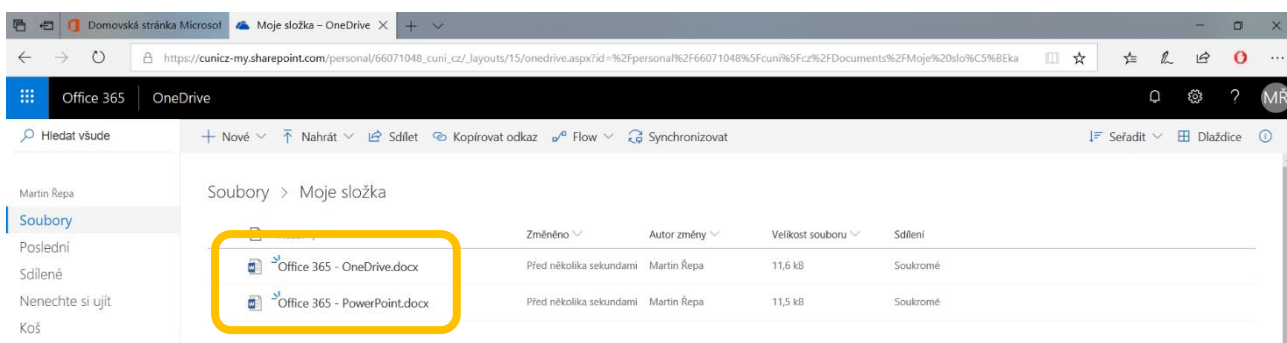 Domovská stránka Microsof
Moje složka – OneDrive
https://cunicz-my.sharepoint.com/personal/66071048_cuni_cz/_layouts/15/onedrive.aspx?id=%2Fpersonal%2F66071048%5Fcuni%5Fcz%2FDocuments%2FMoje%20slo%C5%BEka
Office 365 OneDrive ? MŘ
Hledat všude
Nové Nahrát Sdílet Kopírovat odkaz Flow Synchronizovat Seřadit Dlaždice
Martin Řepa
Soubory
Poslední
Sdílené
Nenechte si ujít
Koš
Soubory > Moje složka
Změněno Autor změny Velikost souboru Sdílení
Office 365 - OneDrive.docx Před několika sekundami Martin Řepa 11,6 kB Soukromé
Office 365 - PowerPoint.docx Před několika sekundami Martin Řepa 11,5 kB Soukromé